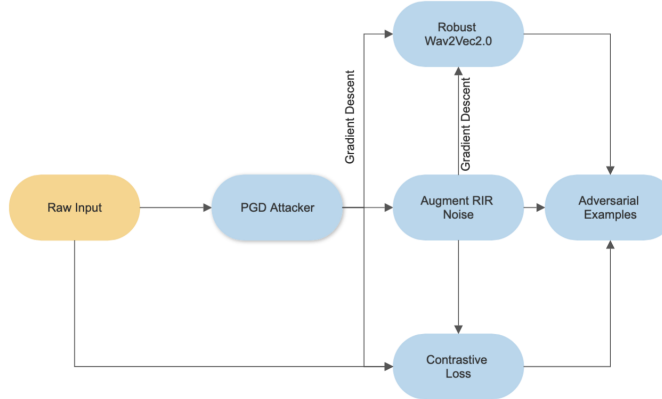 Robust
Wav2Vec2.0
Gradient Descent
Gradient Descent
Raw Input
PGD Attacker
Augment RIR
Noise
Adversarial
Examples
Contrastive
Loss